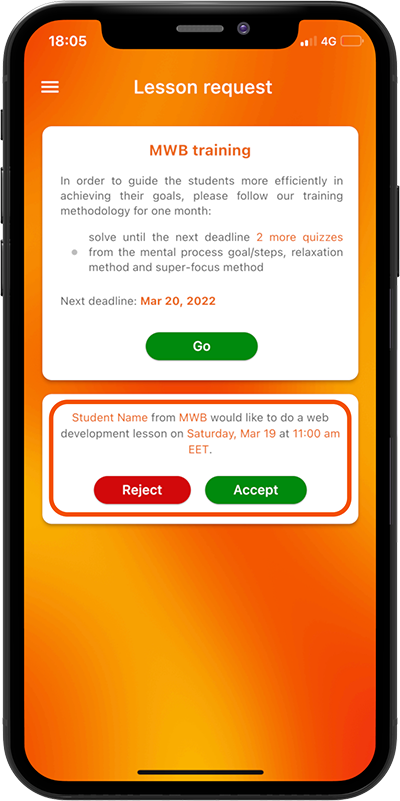 18:05
4G
Lesson request
MWB training
In order to guide the students more efficiently in
achieving their goals, please follow our training
methodology for one month:
solve until the next deadline 2 more quizzes
from the mental process goal/steps, relaxation
method and super-focus method
Next deadline: Mar 20, 2022
Go
Student Name from MWB would like to do a web
development lesson on Saturday, Mar 19 at 11:00 am
EET.
Reject
Accept